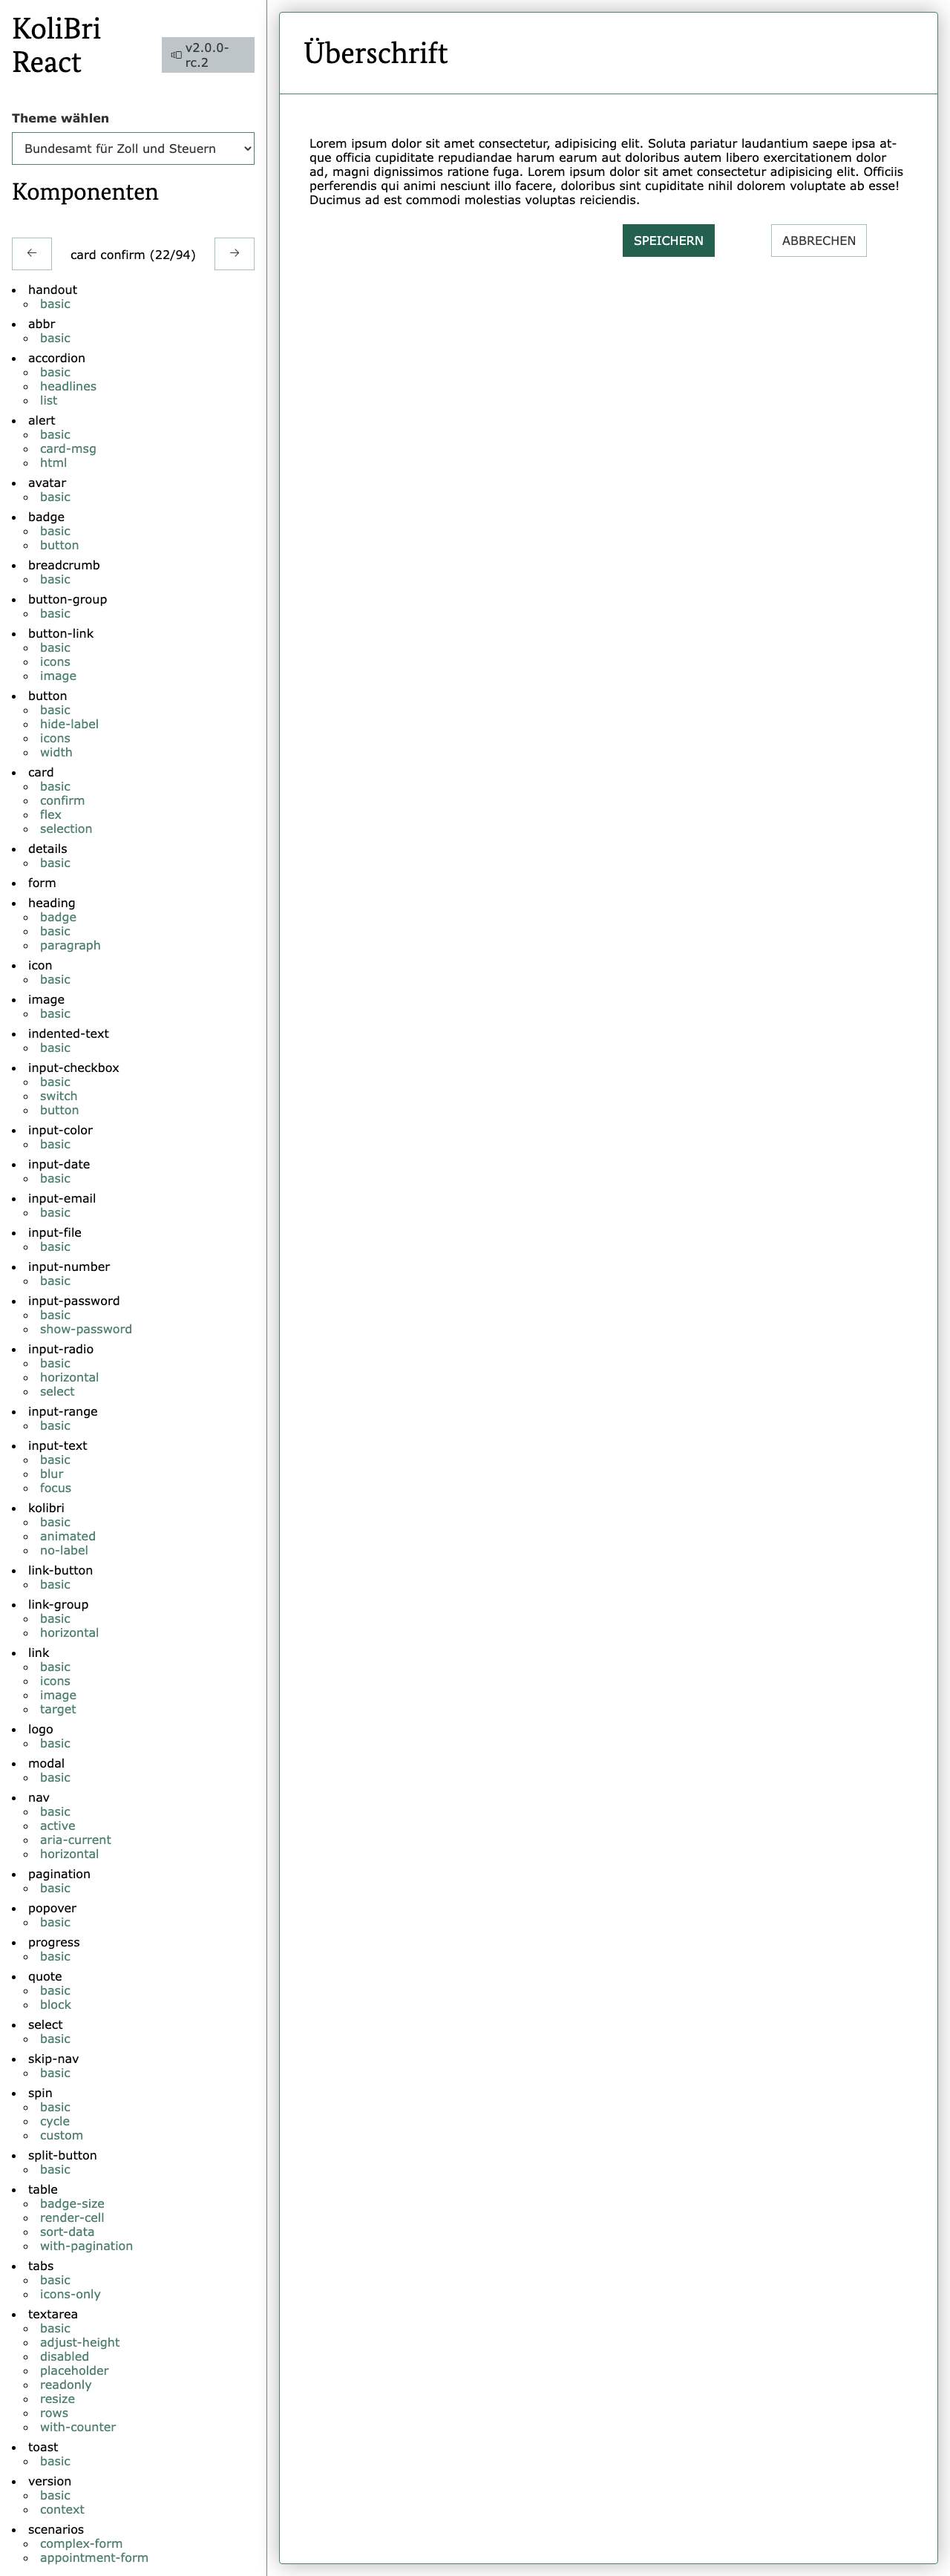 KoliBri
React
v2.0.0-
rc.2
Theme wählen
Bundesamt für Zoll und Steuern
Komponenten
← card confirm (22/94) →
handout
basic
abbr
basic
accordion
basic
headlines
list
alert
basic
card-msg
html
avatar
basic
badge
basic
button
breadcrumb
basic
button-group
basic
button-link
basic
icons
image
button
basic
hide-label
icons
width
card
basic
confirm
flex
selection
details
basic
form
heading
badge
basic
paragraph
icon
basic
image
basic
indented-text
basic
input-checkbox
basic
switch
button
input-color
basic
input-date
basic
input-email
basic
input-file
basic
input-number
basic
input-password
basic
show-password
input-radio
basic
horizontal
select
input-range
basic
input-text
basic
blur
focus
kolibri
basic
animated
no-label
link-button
basic
link-group
basic
horizontal
link
basic
icons
image
target
logo
basic
modal
basic
nav
basic
active
aria-current
horizontal
pagination
basic
popover
basic
progress
basic
quote
basic
block
select
basic
skip-nav
basic
spin
basic
cycle
custom
split-button
basic
table
badge-size
render-cell
sort-data
with-pagination
tabs
basic
icons-only
textarea
basic
adjust-height
disabled
placeholder
readonly
resize
rows
with-counter
toast
basic
version
basic
context
scenarios
complex-form
appointment-form
Überschrift
Lorem ipsum dolor sit amet consectetur, adipisicing elit. Soluta pariatur laudantium saepe ipsa at-
que officia cupiditate repudiandae harum earum aut doloribus autem libero exercitationem dolor
ad, magni dignissimos ratione fuga. Lorem ipsum dolor sit amet consectetur adipisicing elit. Officiis
perferendis qui animi nesciunt illo facere, doloribus sint cupiditate nihil dolorem voluptate ab esse!
Ducimus ad est commodi molestias voluptas reiciendis.
SPEICHERN ABBRECHEN